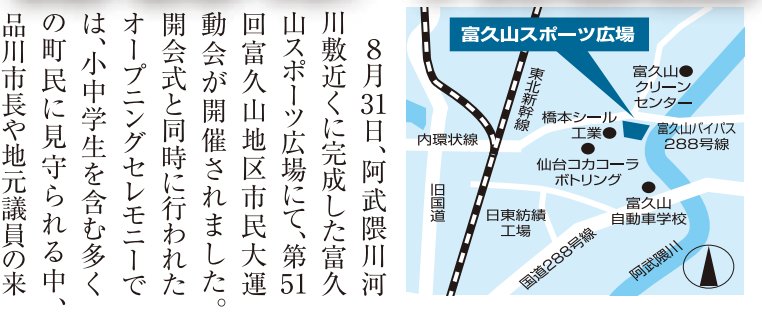 8月31日、阿武隈川河
川敷近くに完成した富久
山スポーツ広場にて、第51
回富久山地区市民大運
動会が開催されました。
開会式と同時に行われた
オープニングセレモニーで
は、小中学生を含む多く
の町民に見守られる中、
品川市長や地元議員の来
富久山スポーツ広場
東北新幹線
富久山
クリーン
センター
橋本シール
工業
富久山バイパス
288号線
内環状線
仙台コカコーラ
ボトリング
旧国道
日東紡績
工場
富久山
自動車学校
国道288号線
阿武隈川